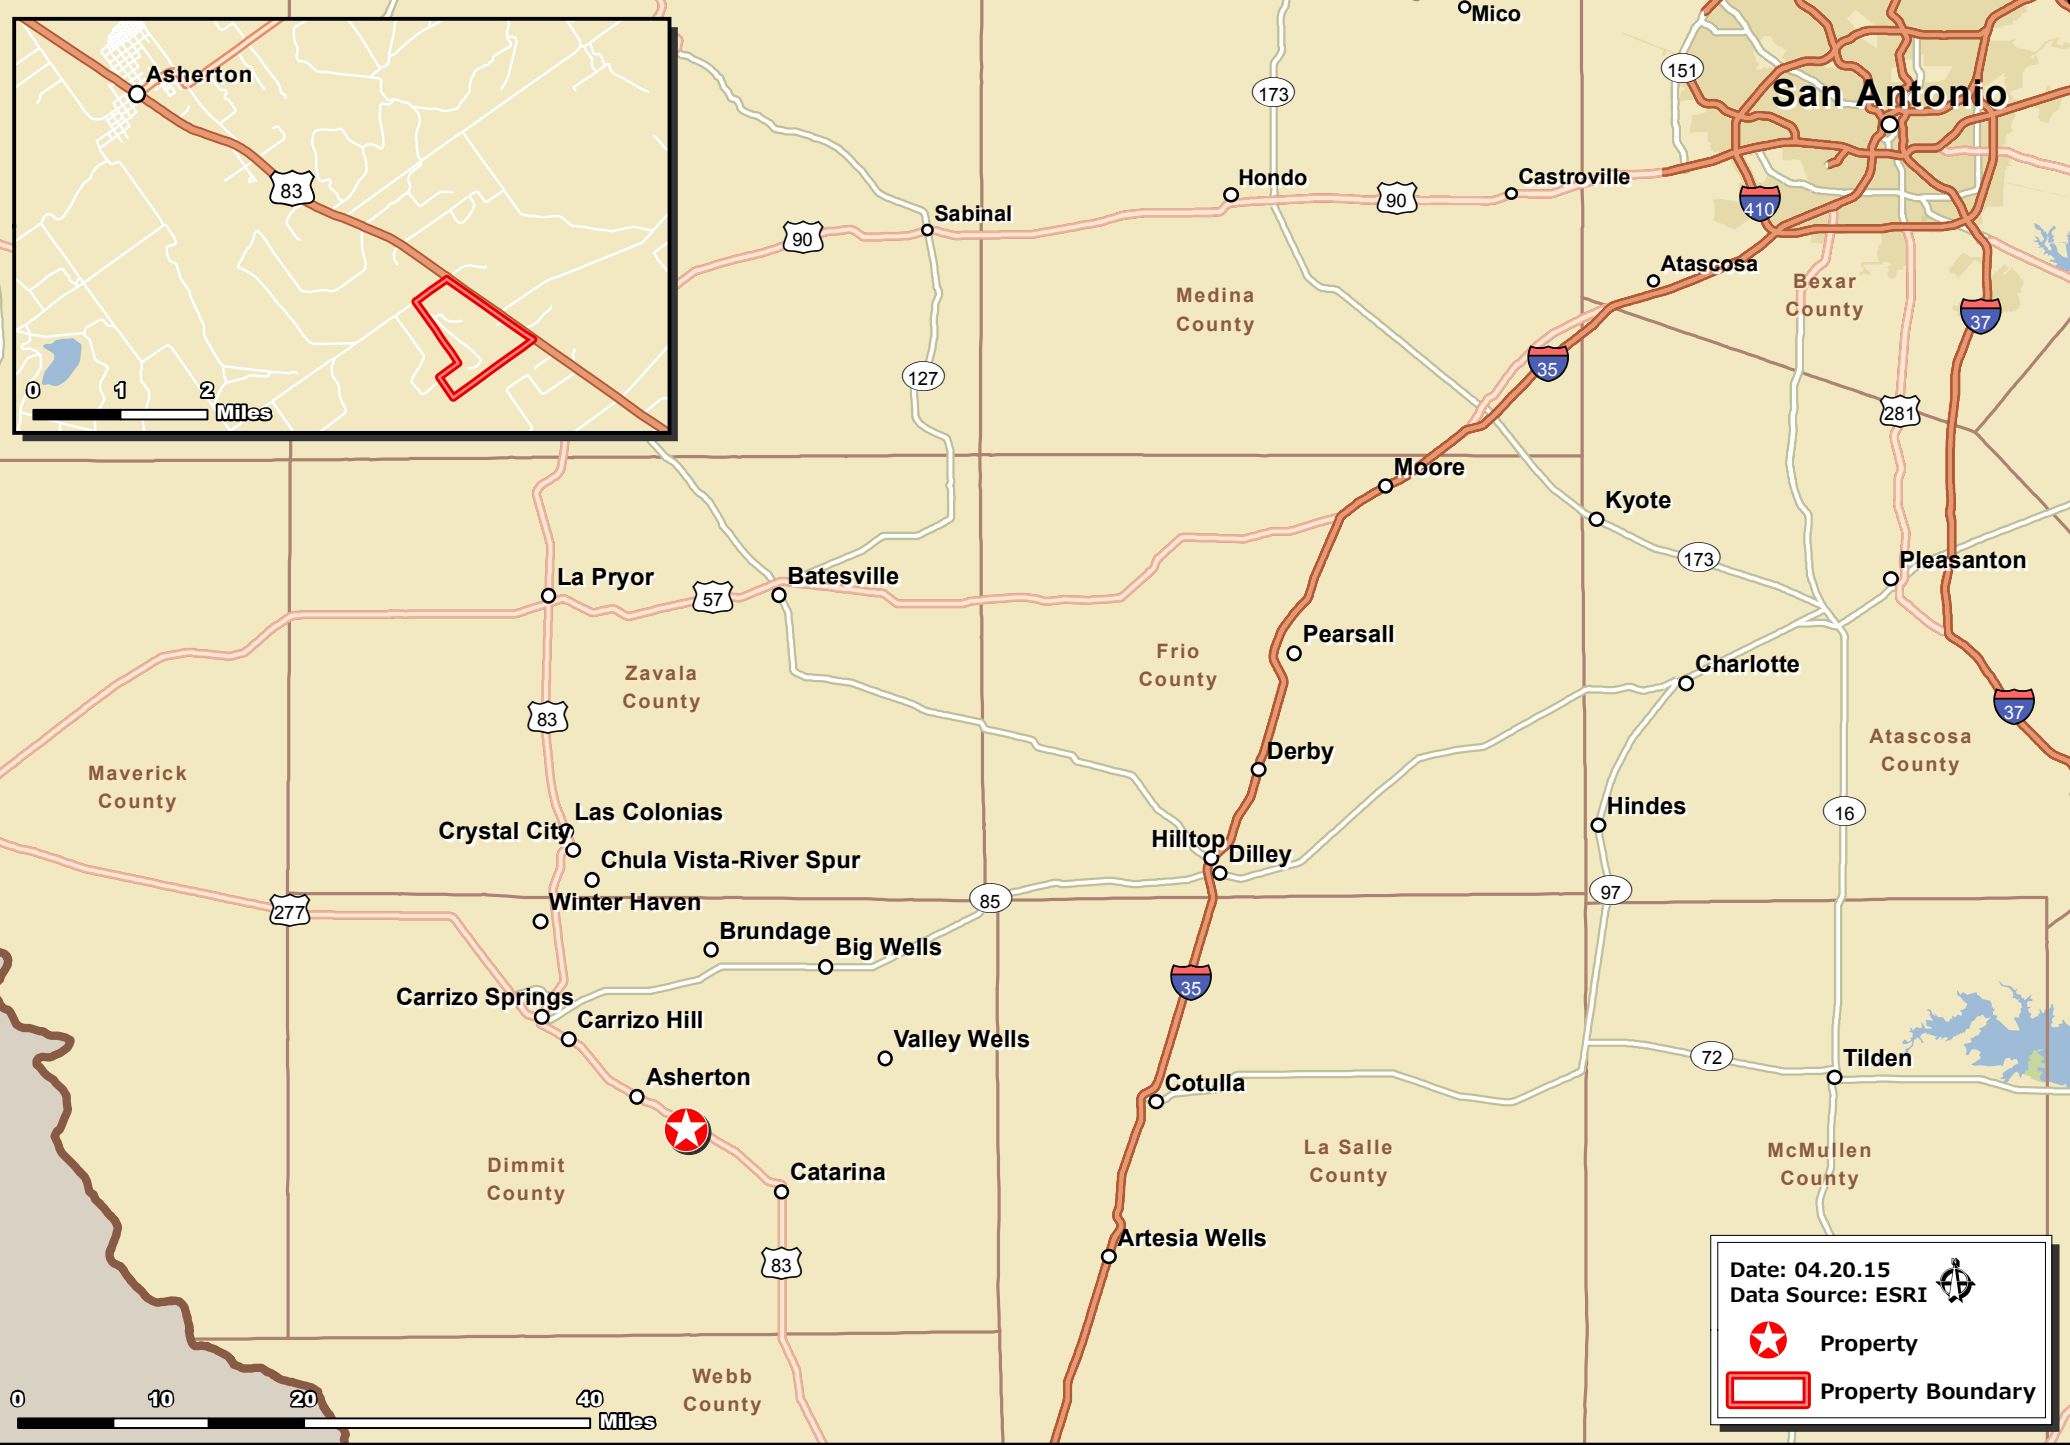 Mico
Asherton
151
173
San Antonio
83
Hondo
90
Castroville
410
Sabinal
90
Atascosa
Bexar
County
Medina
County
37
35
127
281
0 1 2
Miles
Moore
Kyote
173
Pleasanton
La Pryor
57
Batesville
Pearsall
Frio
County
Charlotte
Zavala
County
83
37
Atascosa
County
Derby
Maverick
County
Las Colonias
Crystal City
Hindes
16
Hilltop
Dilley
Chula Vista-River Spur
97
85
277
Winter Haven
Brundage
Big Wells
35
Carrizo Springs
Carrizo Hill
Valley Wells
72
Tilden
Asherton
Cotulla
La Salle
County
McMullen
County
Dimmit
County
Catarina
Artesia Wells
83
Date: 04.20.15
Data Source: ESRI
Property
Property Boundary
Webb
County
0 10 20 40
Miles